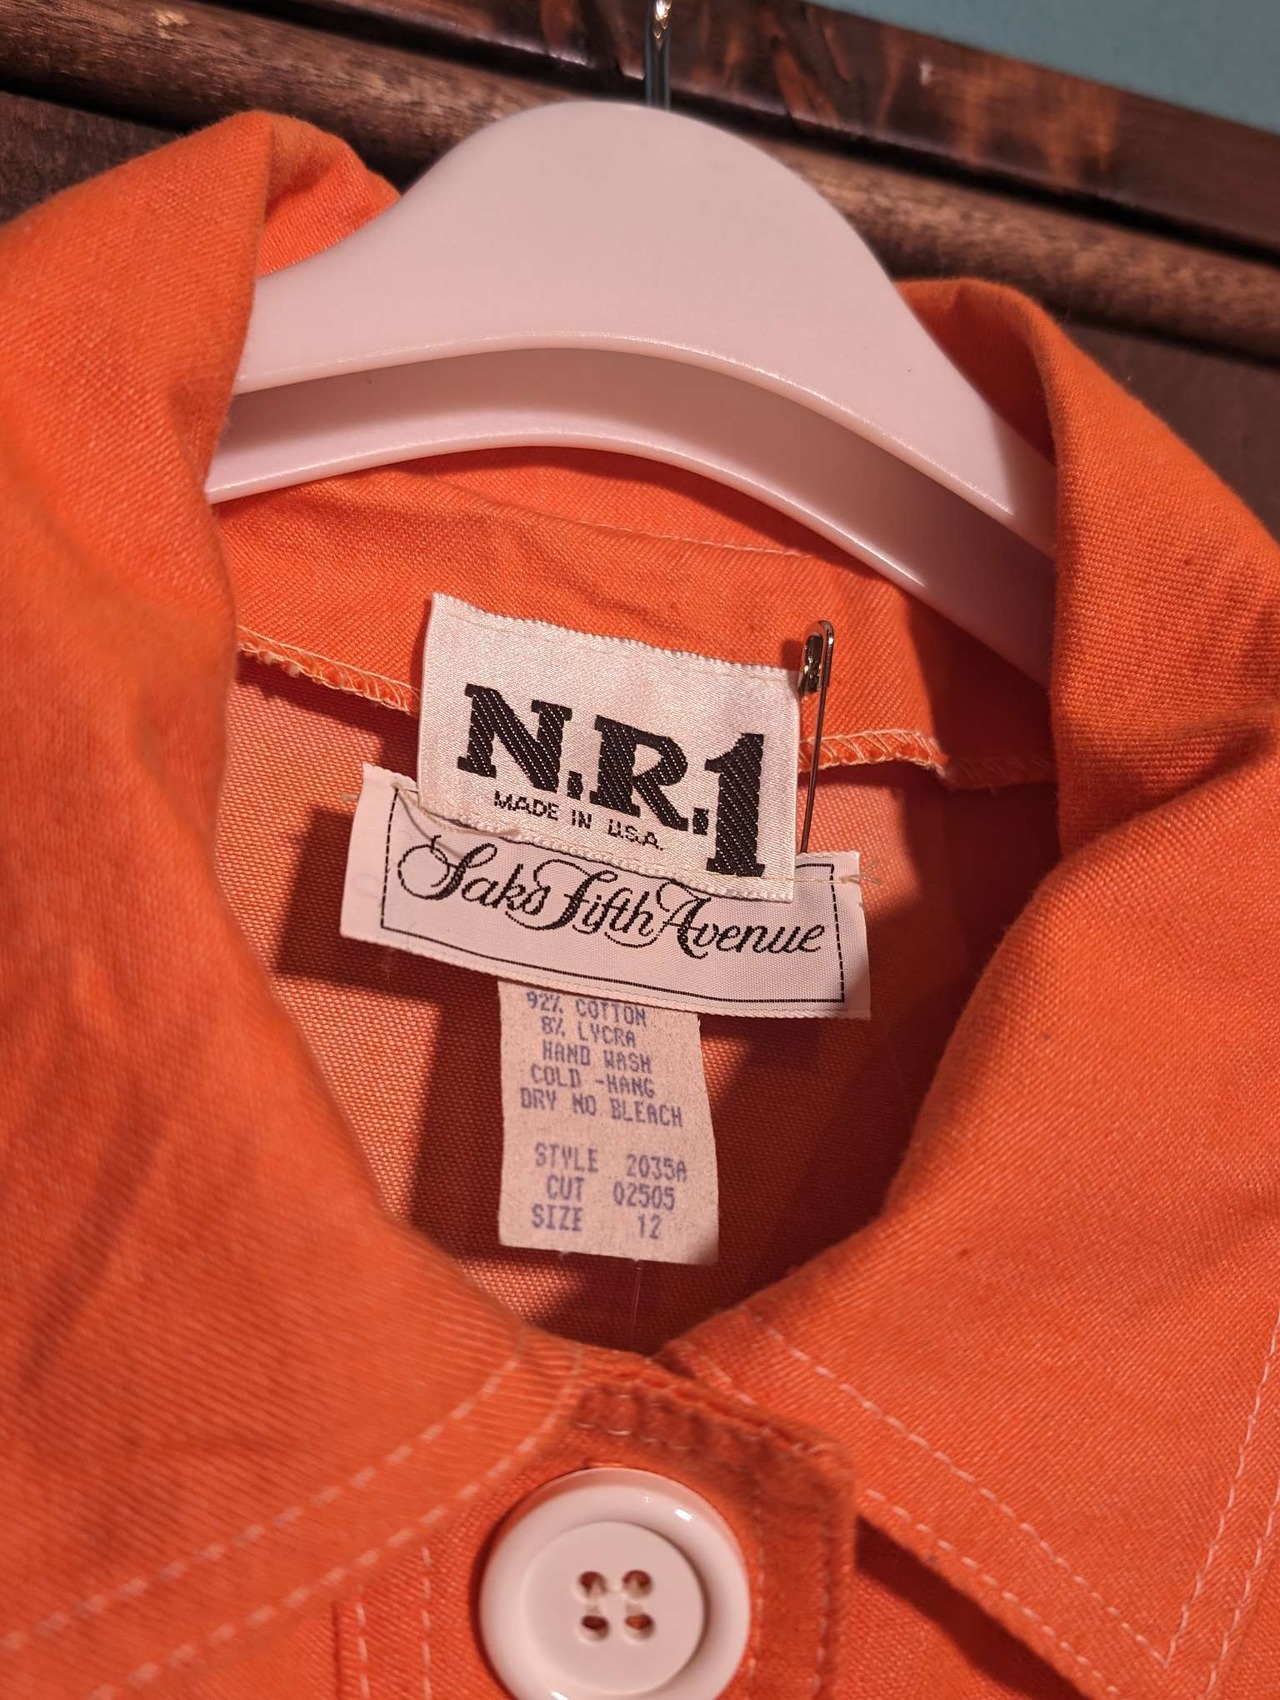 N.R.1
MADE IN U.S.A.
Saks Fifth Avenue
92% COTTON
8% LYCRA
HAND WASH
COLD -HANG
DRY NO BLEACH
STYLE 2035A
CUT 02505
SIZE 12